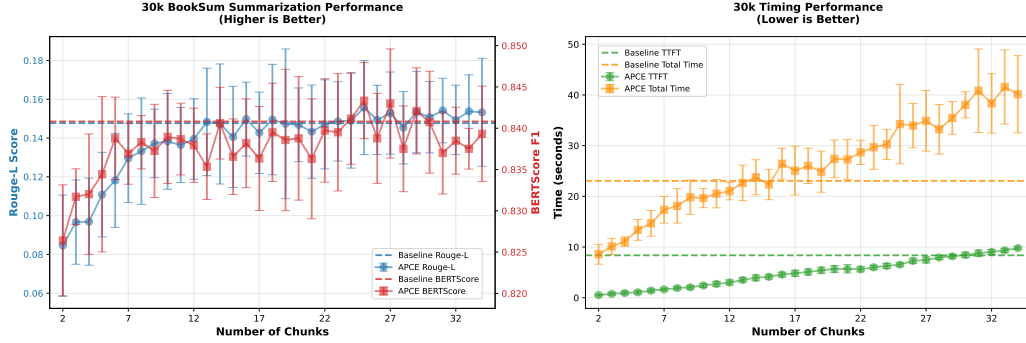 30k BookSum Summarization Performance
(Higher is Better)
0.18
0.16
0.14
0.12
0.10
0.08
0.06
Rouge-L Score
0.850
0.845
0.840
0.835
0.830
0.825
0.820
BERTScore F1
Baseline Rouge-L
APCE Rouge-L
Baseline BERTScore
APCE BERTScore
2 7 12 17 22 27 32
Number of Chunks
30k Timing Performance
(Lower is Better)
50
40
30
20
10
0
Time (seconds)
Baseline TTFT
Baseline Total Time
APCE TTFT
APCE Total Time
2 7 12 17 22 27 32
Number of Chunks